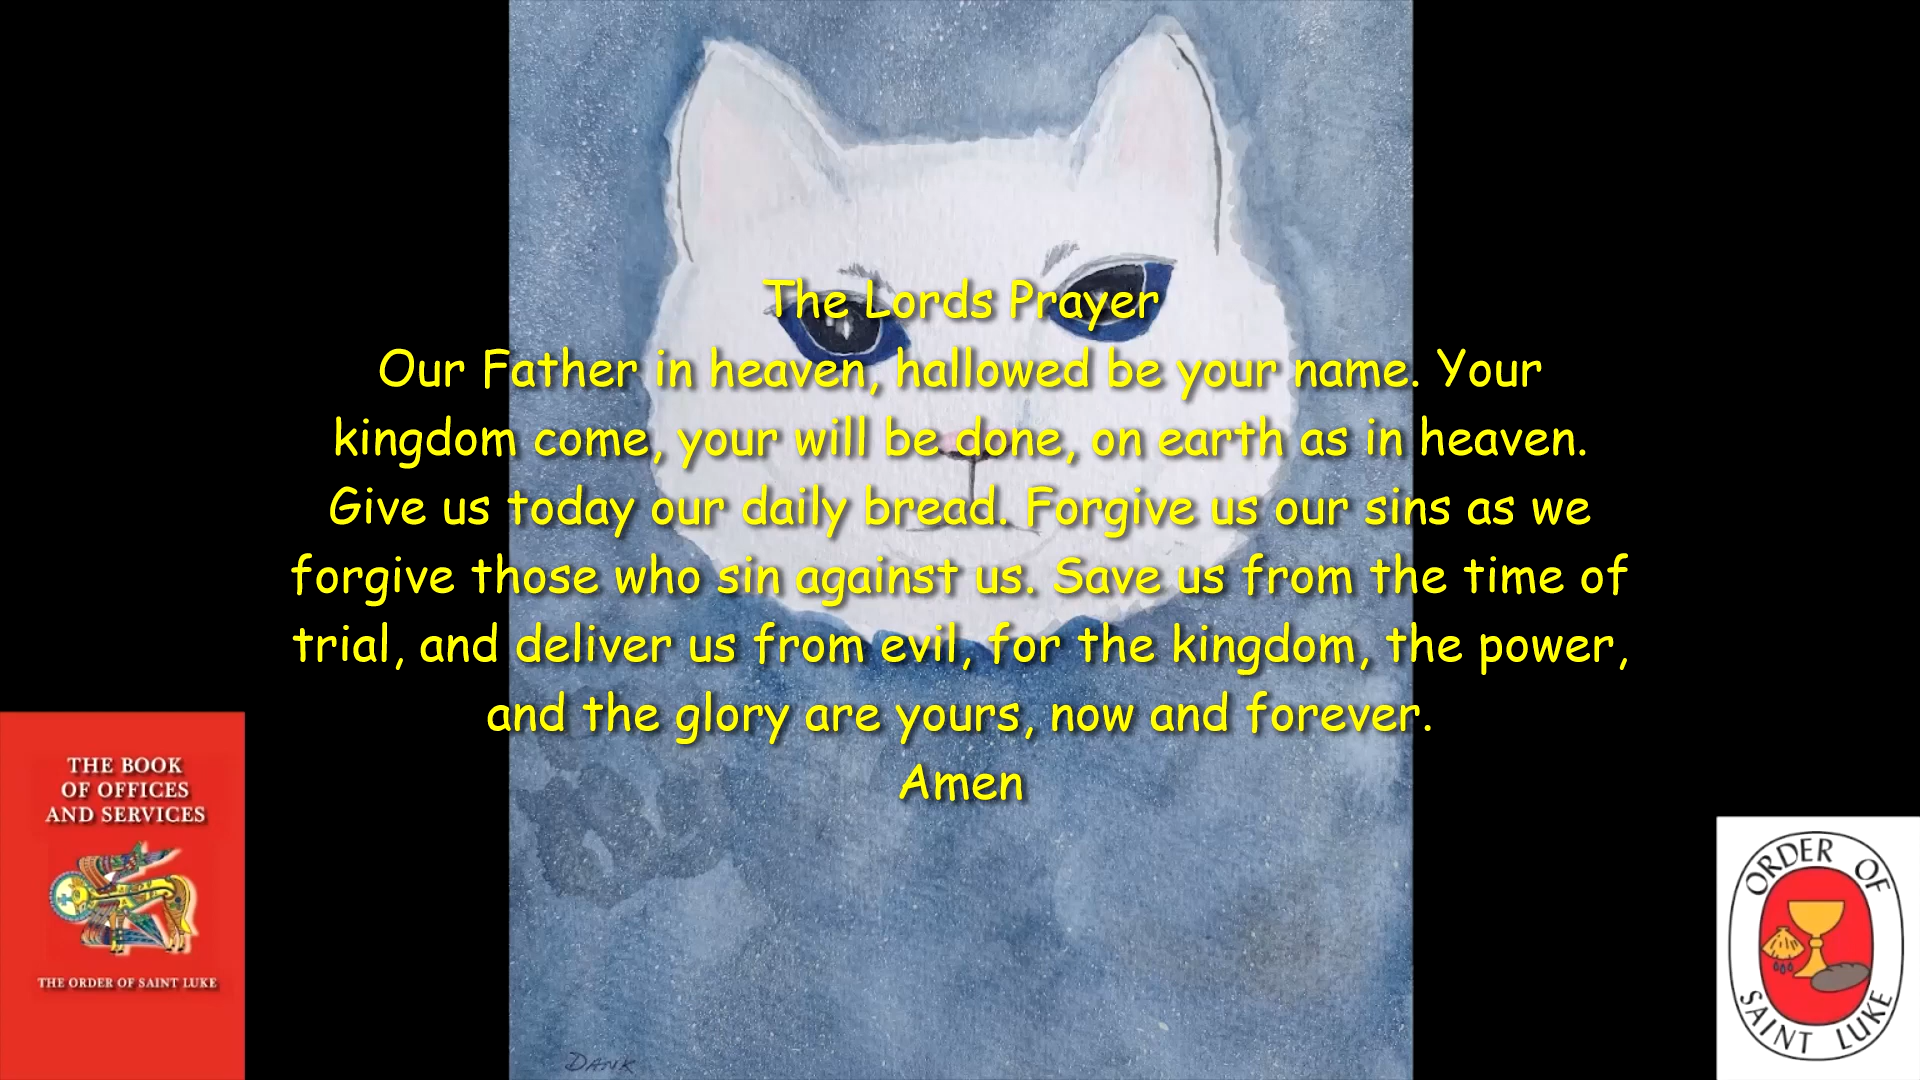 The Lords Prayer
Our Father in heaven, hallowed be your name. Your
kingdom come, your will be done, on earth as in heaven.
Give us today our daily bread. Forgive us our sins as we
forgive those who sin against us. Save us from the time of
trial, and deliver us from evil, for the kingdom, the power,
and the glory are yours, now and forever.
Amen
THE BOOK
OF OFFICES
AND SERVICES
THE ORDER OF SAINT LUKE
ORDER OF
SAINT LUKE
DANK